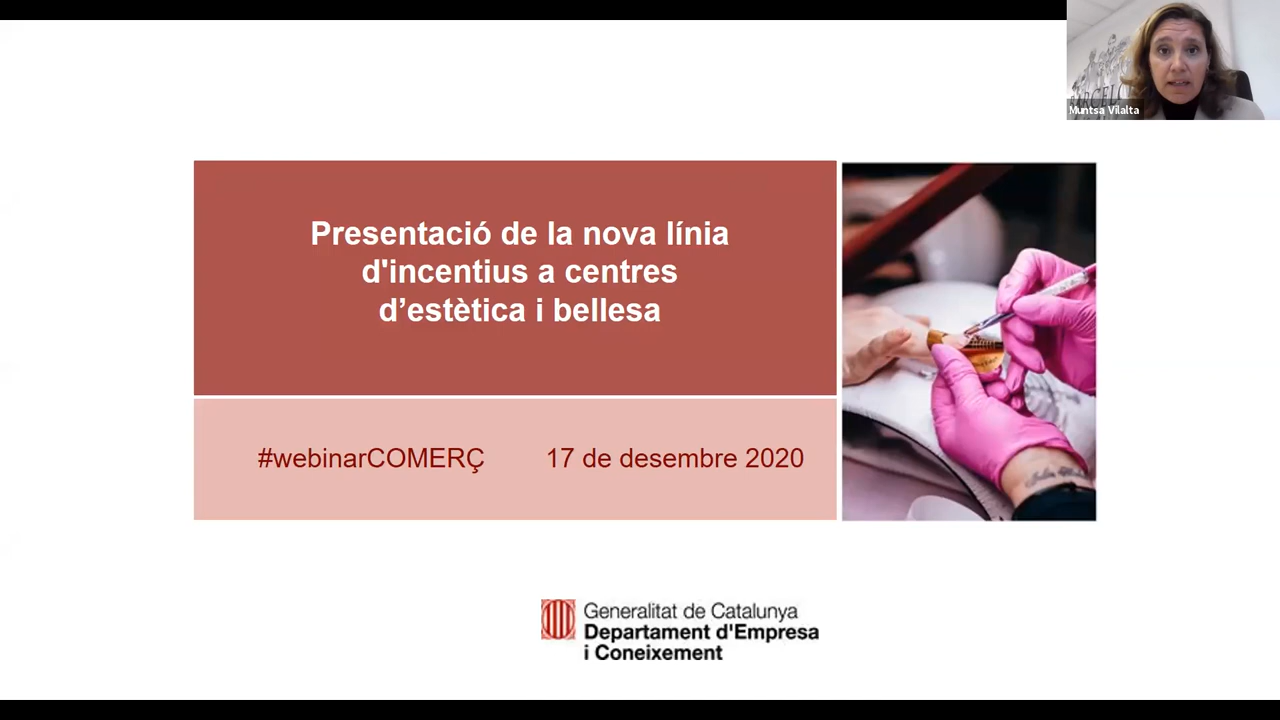 Muntsa Vilalta
Presentació de la nova línia
d'incentius a centres
d’estètica i bellesa
#webinarCOMERÇ 17 de desembre 2020
Generalitat de Catalunya
Departament d'Empresa
i Coneixement